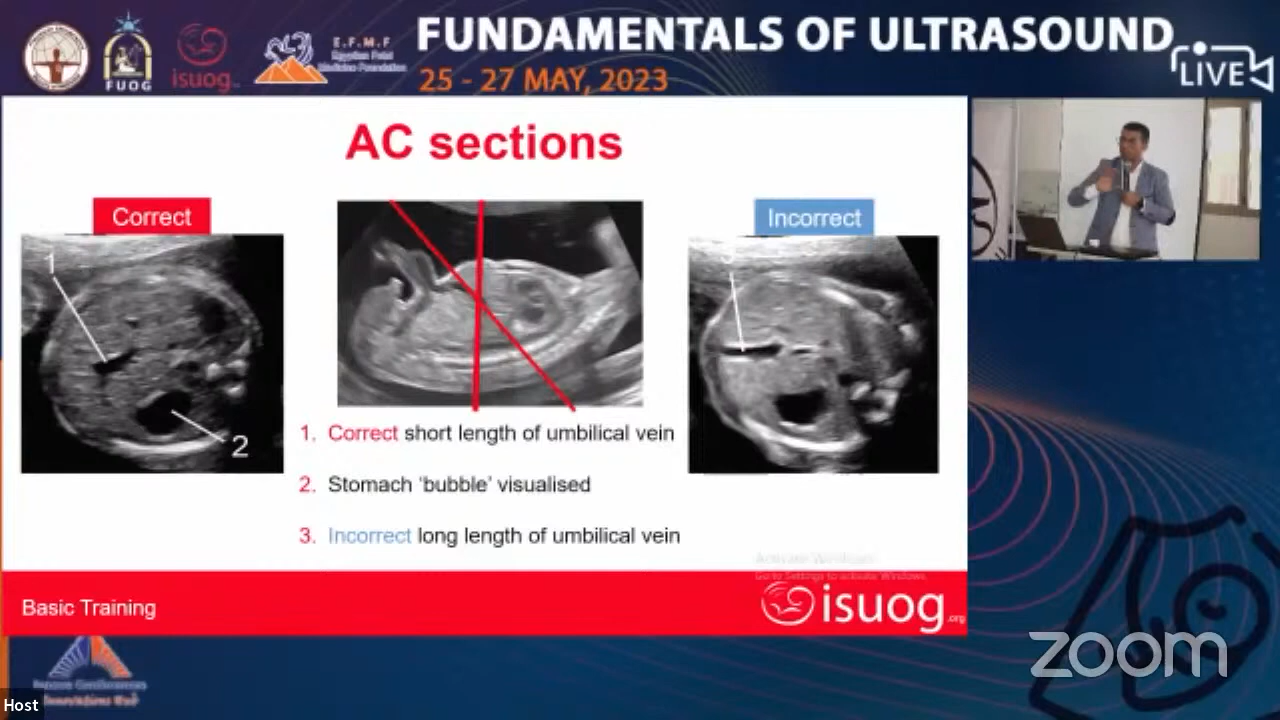 FUNDAMENTALS OF ULTRASOUND
25 - 27 MAY, 2023
LIVE
FUOG
isuog
E.F.M.F
Egyptian Fetal
Medicine Foundation
AC sections
Correct
Incorrect
1
2
1. Correct short length of umbilical vein
2. Stomach 'bubble' visualised
3. Incorrect long length of umbilical vein
Activate Windows
Go to Settings to activate Windows.
Basic Training
isuog.org
zoom
Host